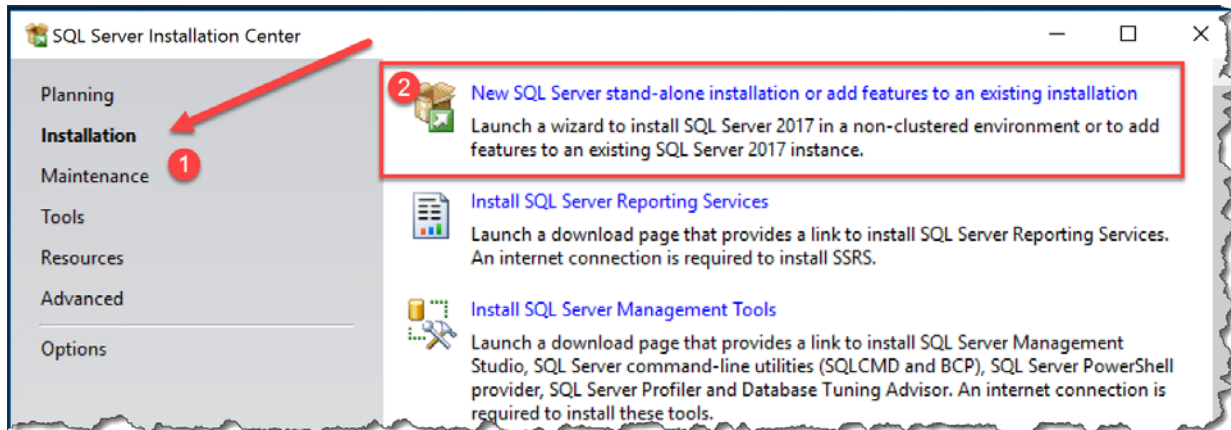 SQL Server Installation Center
Planning
Installation
1
Maintenance
Tools
Resources
Advanced
Options
2
New SQL Server stand-alone installation or add features to an existing installation
Launch a wizard to install SQL Server 2017 in a non-clustered environment or to add
features to an existing SQL Server 2017 instance.
Install SQL Server Reporting Services
Launch a download page that provides a link to install SQL Server Reporting Services.
An internet connection is required to install SSRS.
Install SQL Server Management Tools
Launch a download page that provides a link to install SQL Server Management
Studio, SQL Server command-line utilities (SQLCMD and BCP), SQL Server PowerShell
provider, SQL Server Profiler and Database Tuning Advisor. An internet connection is
required to install these tools.